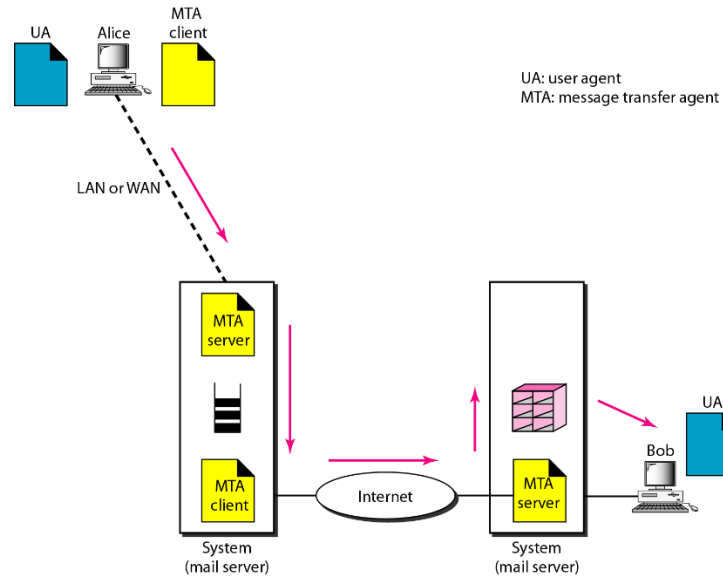 UA
Alice
MTA
client
UA: user agent
MTA: message transfer agent
LAN or WAN
MTA
server
MTA
client
System
(mail server)
Internet
MTA
server
System
(mail server)
UA
Bob